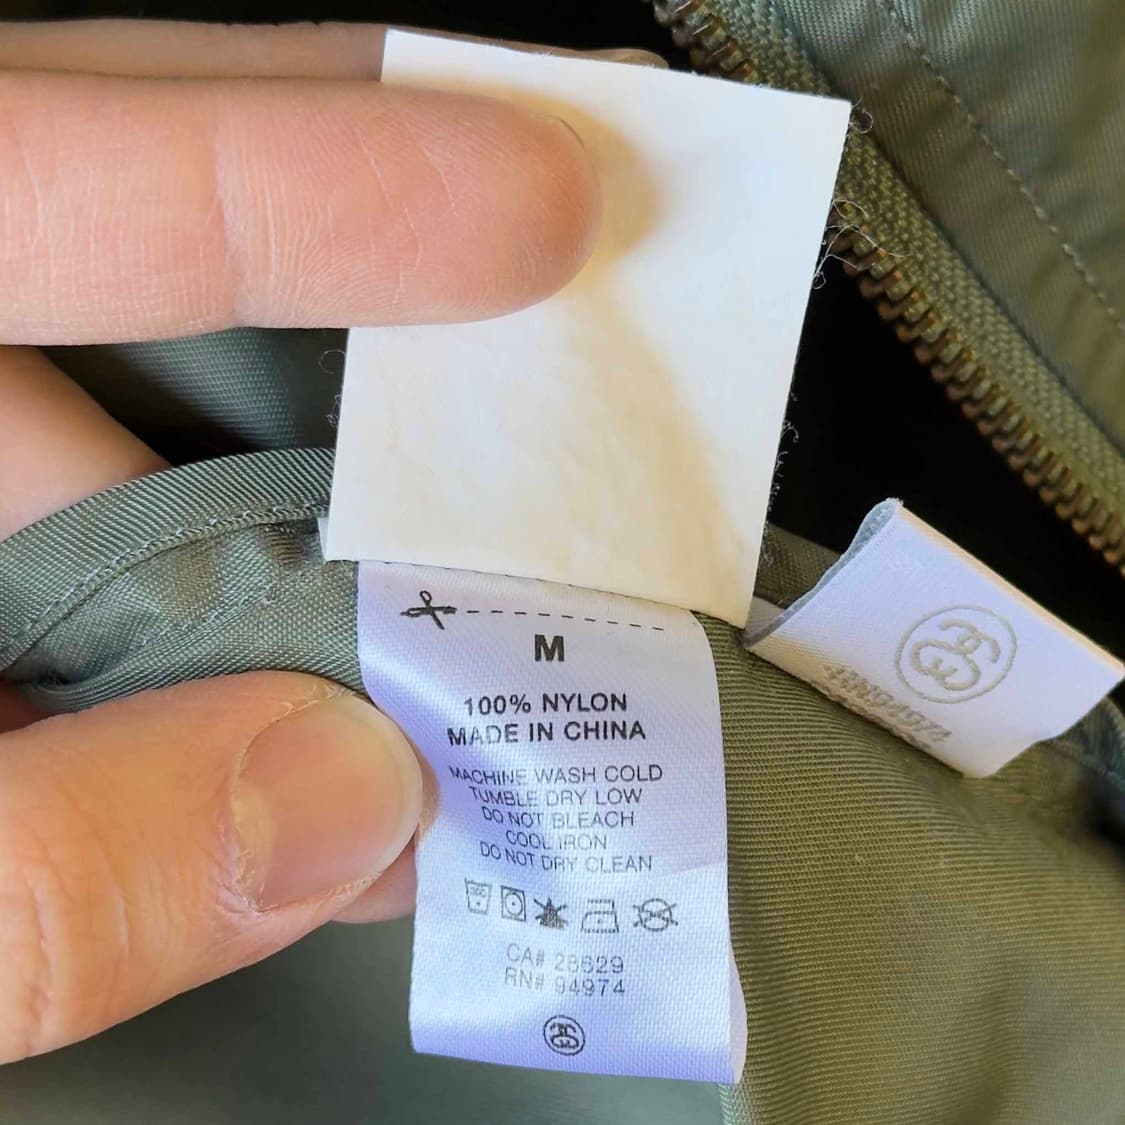 M
100% NYLON
MADE IN CHINA
MACHINE WASH COLD
TUMBLE DRY LOW
DO NOT BLEACH
COOL IRON
DO NOT DRY CLEAN
CA# 28629
RN# 94974